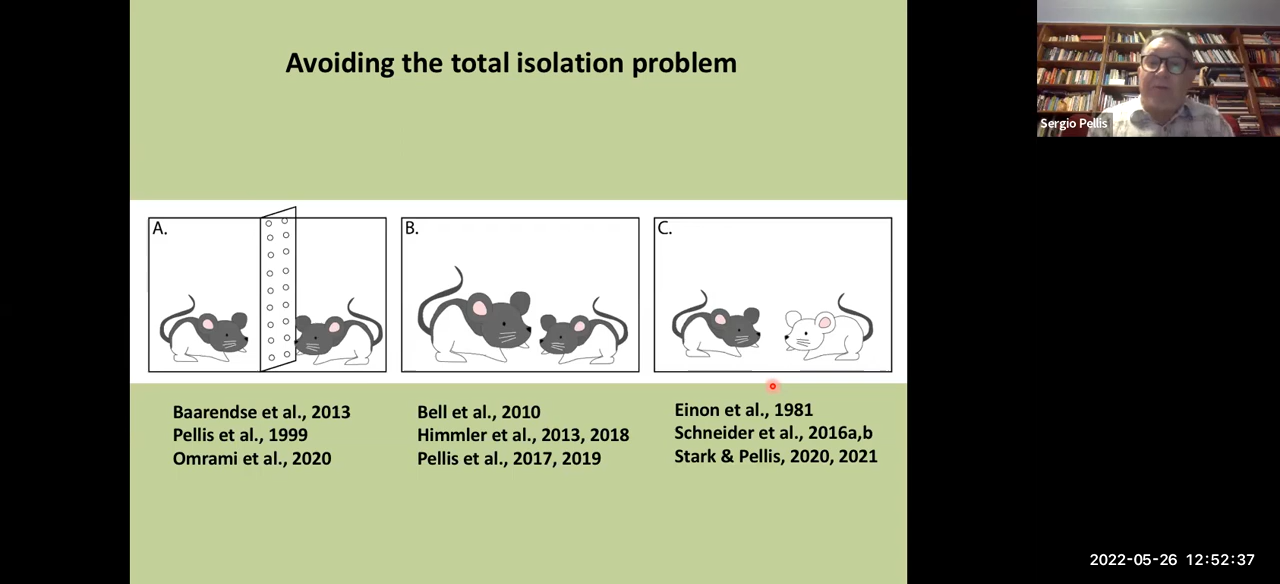 Avoiding the total isolation problem
Sergio Pellis
A.
B.
C.
Baarendse et al., 2013
Pellis et al., 1999
Omrami et al., 2020
Bell et al., 2010
Himmler et al., 2013, 2018
Pellis et al., 2017, 2019
Einon et al., 1981
Schneider et al., 2016a,b
Stark & Pellis, 2020, 2021
2022-05-26 12:52:37